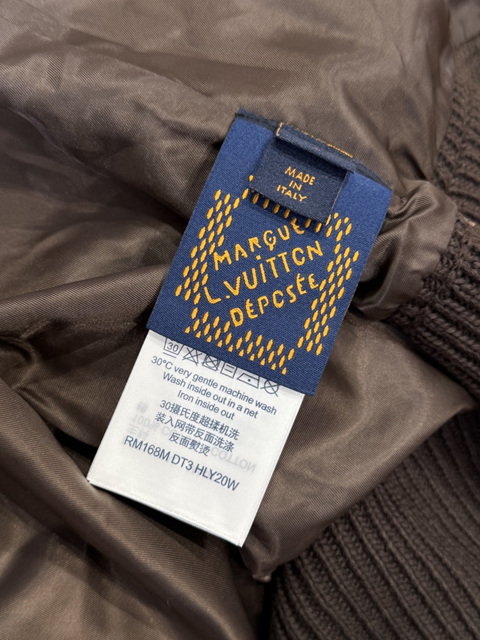 MADE
IN
ITALY
MARQUE
L.VUITTON
DÉPOSÉE
30
30°C very gentle machine wash
Wash inside out in a net
Iron inside out
30摄氏度超揉机洗
装入网带反面洗涤
反面熨烫
RM168M DT3 HLY20W